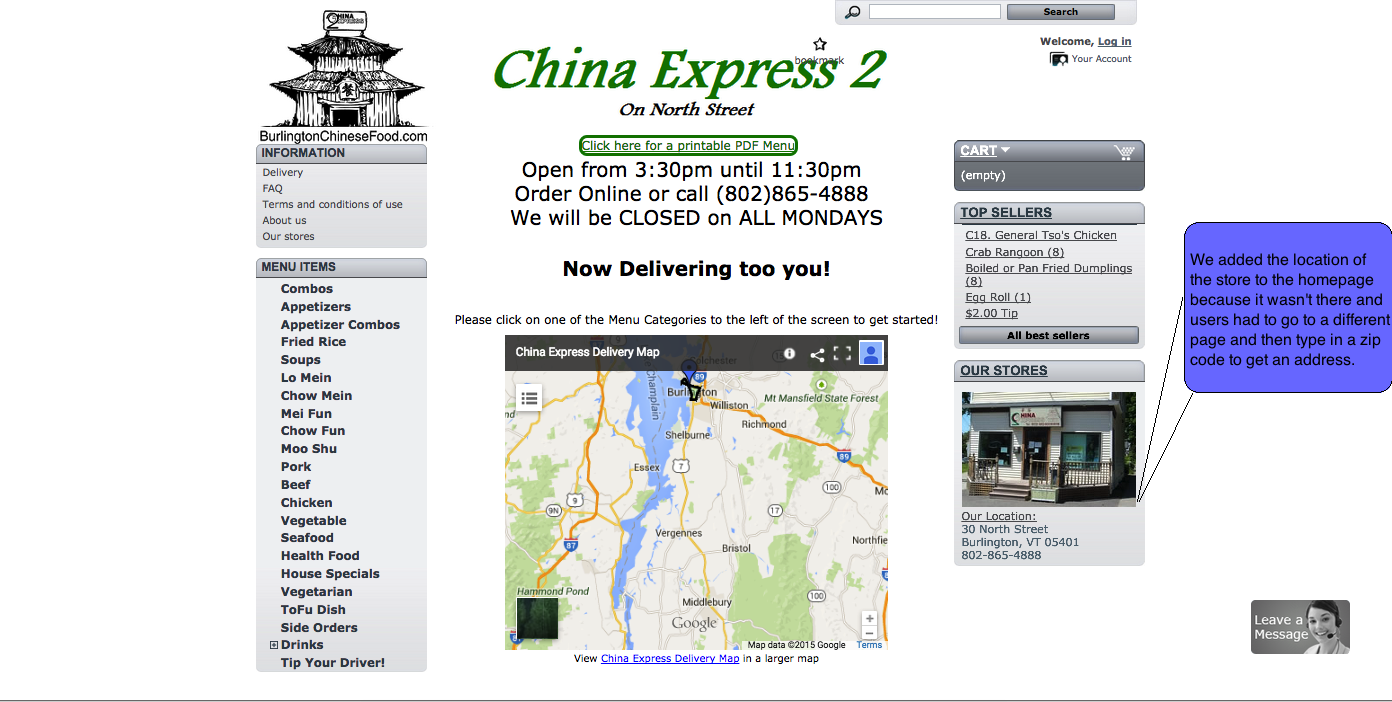 Search
Welcome, Log in
Your Account
CHINA
EXPRESS
2
BurlingtonChineseFood.com
China Express 2
bookmark
On North Street
INFORMATION
Delivery
FAQ
Terms and conditions of use
About us
Our stores
MENU ITEMS
Combos
Appetizers
Appetizer Combos
Fried Rice
Soups
Lo Mein
Chow Mein
Mei Fun
Chow Fun
Moo Shu
Pork
Beef
Chicken
Vegetable
Seafood
Health Food
House Specials
Vegetarian
ToFu Dish
Side Orders
Drinks
Tip Your Driver!
Click here for a printable PDF Menu
Open from 3:30pm until 11:30pm
Order Online or call (802)865-4888
We will be CLOSED on ALL MONDAYS
Now Delivering too you!
Please click on one of the Menu Categories to the left of the screen to get started!
China Express Delivery Map
Colchester
89
Champlain
Burlington
Williston
Mt Mansfield State Forest
Richmond
Shelburne
89
Essex
7
100
9
9N
17
87
Vergennes
Bristol
Hammond Pond
100
Middlebury
Google
Map data ©2015 Google
Terms
View China Express Delivery Map in a larger map
CART
(empty)
TOP SELLERS
C18. General Tso's Chicken
Crab Rangoon (8)
Boiled or Pan Fried Dumplings
(8)
Egg Roll (1)
$2.00 Tip
All best sellers
OUR STORES
HINA
Our Location:
30 North Street
Burlington, VT 05401
802-865-4888
We added the location of
the store to the homepage
because it wasn't there and
users had to go to a different
page and then type in a zip
code to get an address.
Leave a
Message